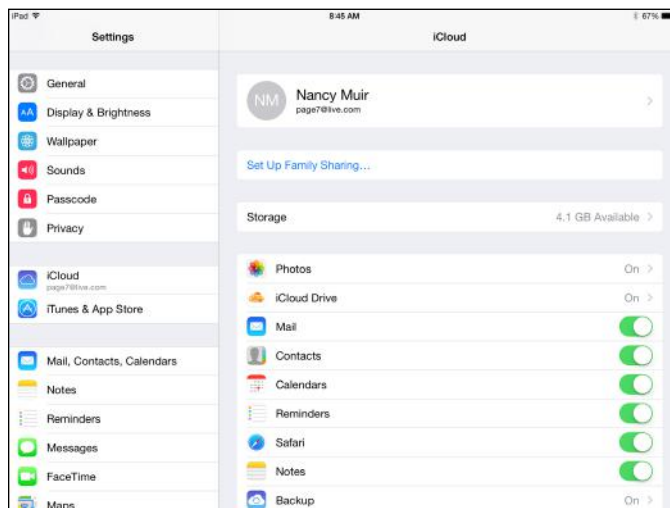 iPad
8:45 AM
67%
Settings
iCloud
General
Display & Brightness
Wallpaper
Sounds
Passcode
Privacy
iCloud
page7@live.com
iTunes & App Store
Mail, Contacts, Calendars
Notes
Reminders
Messages
FaceTime
Maps
NM
Nancy Muir
page7@live.com
Set Up Family Sharing...
Storage 4.1 GB Available
Photos On
iCloud Drive On
Mail
Contacts
Calendars
Reminders
Safari
Notes
Backup On